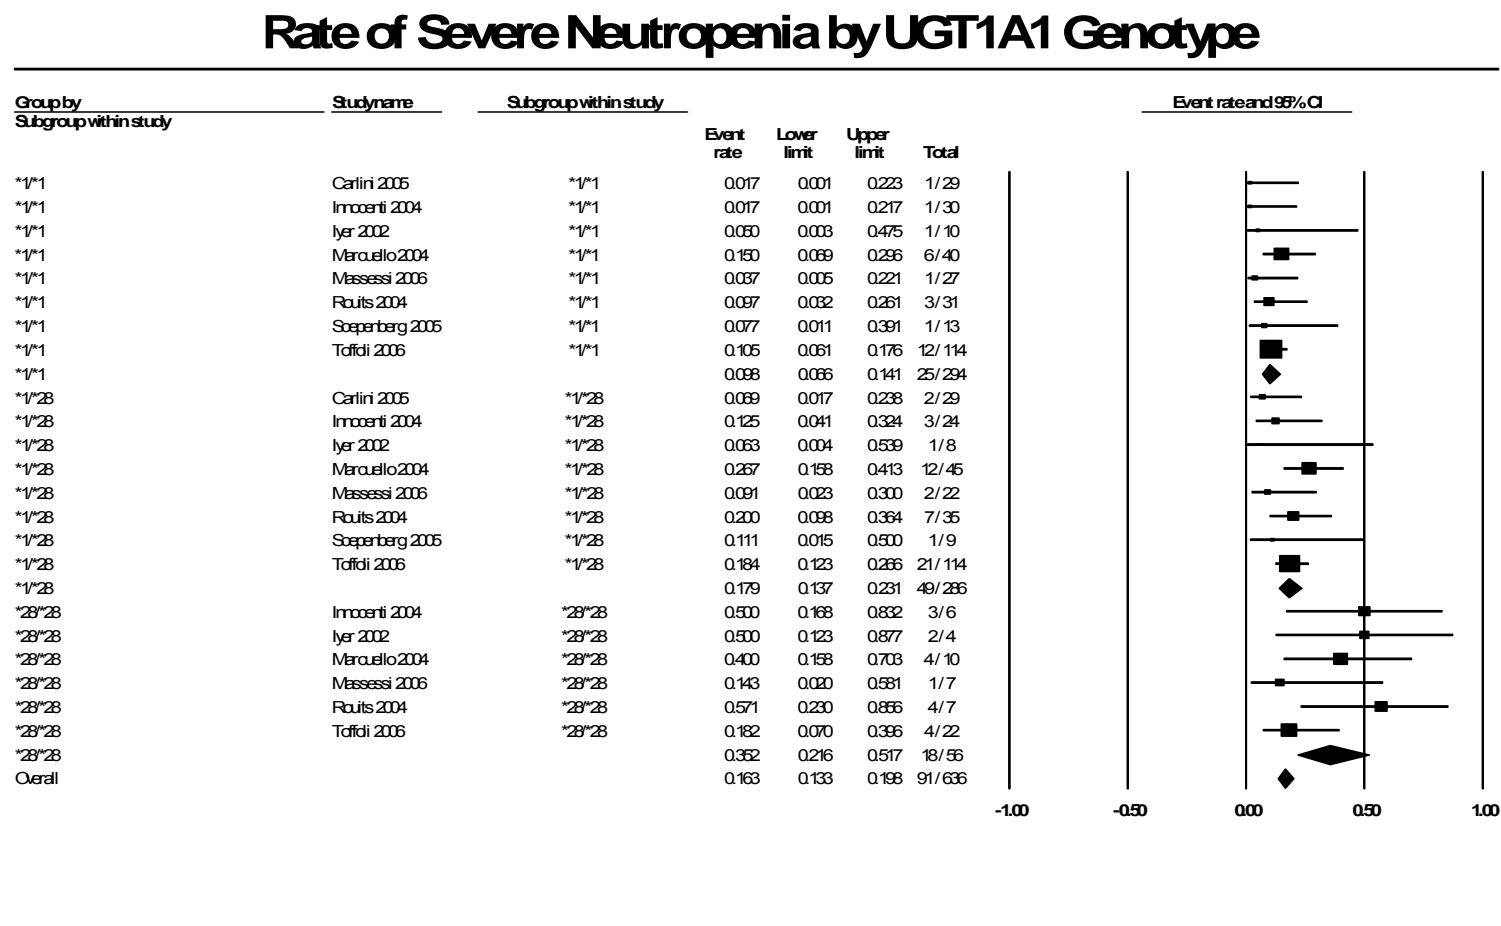 Rate of Severe Neutropenia by UGT1A1 Genotype
Group by Study name Subgroup within study Event rate and 95% CI
Subgroup within study
Event Lower Upper
rate limit limit Total
*1/*1 Carlini 2005 *1/*1 0.017 0.001 0.223 1 / 29
*1/*1 Innocenti 2004 *1/*1 0.017 0.001 0.217 1 / 30
*1/*1 Iyer 2002 *1/*1 0.050 0.003 0.475 1 / 10
*1/*1 Marcuello 2004 *1/*1 0.150 0.069 0.296 6 / 40
*1/*1 Massessi 2006 *1/*1 0.037 0.005 0.221 1 / 27
*1/*1 Rouits 2004 *1/*1 0.097 0.032 0.261 3 / 31
*1/*1 Soepenberg 2005 *1/*1 0.077 0.011 0.391 1 / 13
*1/*1 Toffoli 2006 *1/*1 0.105 0.061 0.176 12 / 114
*1/*1 0.098 0.066 0.141 25 / 294
*1/*28 Carlini 2005 *1/*28 0.069 0.017 0.238 2 / 29
*1/*28 Innocenti 2004 *1/*28 0.125 0.041 0.324 3 / 24
*1/*28 Iyer 2002 *1/*28 0.063 0.004 0.539 1 / 8
*1/*28 Marcuello 2004 *1/*28 0.267 0.158 0.413 12 / 45
*1/*28 Massessi 2006 *1/*28 0.091 0.023 0.300 2 / 22
*1/*28 Rouits 2004 *1/*28 0.200 0.098 0.364 7 / 35
*1/*28 Soepenberg 2005 *1/*28 0.111 0.015 0.500 1 / 9
*1/*28 Toffoli 2006 *1/*28 0.184 0.123 0.266 21 / 114
*1/*28 0.179 0.137 0.231 49 / 286
*28/*28 Innocenti 2004 *28/*28 0.500 0.168 0.832 3 / 6
*28/*28 Iyer 2002 *28/*28 0.500 0.123 0.877 2 / 4
*28/*28 Marcuello 2004 *28/*28 0.400 0.158 0.703 4 / 10
*28/*28 Massessi 2006 *28/*28 0.143 0.020 0.581 1 / 7
*28/*28 Rouits 2004 *28/*28 0.571 0.230 0.856 4 / 7
*28/*28 Toffoli 2006 *28/*28 0.182 0.070 0.396 4 / 22
*28/*28 0.352 0.216 0.517 18 / 56
Overall 0.163 0.133 0.198 91 / 636
-1.00 -0.50 0.00 0.50 1.00